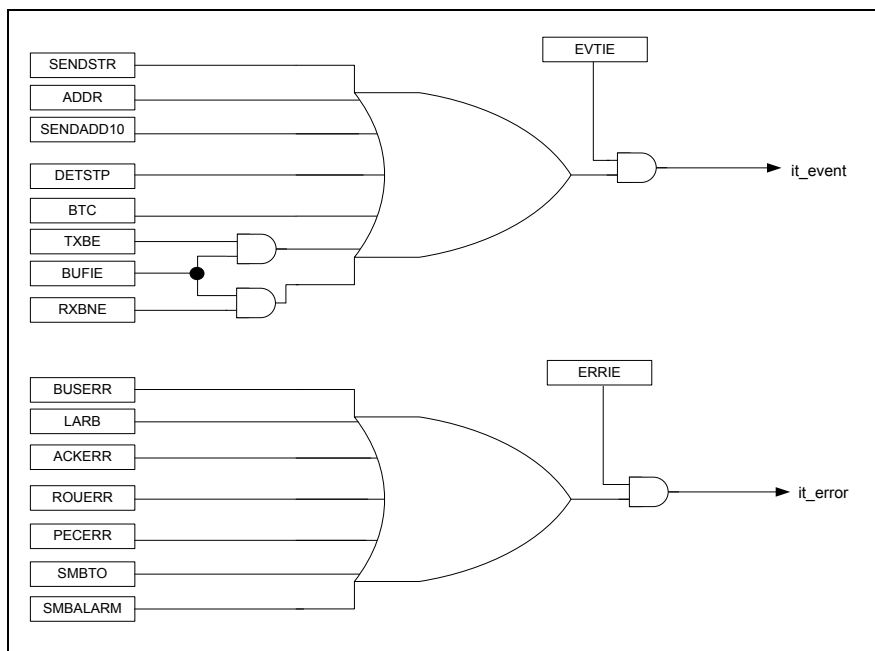 SENDSTR
ADDR
SENDADD10
DETSTP
BTC
TXBE
BUFIE
RXBNE
EVTIE
it_event
BUSERR
LARB
ACKERR
ROUERR
PECERR
SMBTO
SMBALARM
ERRIE
it_error